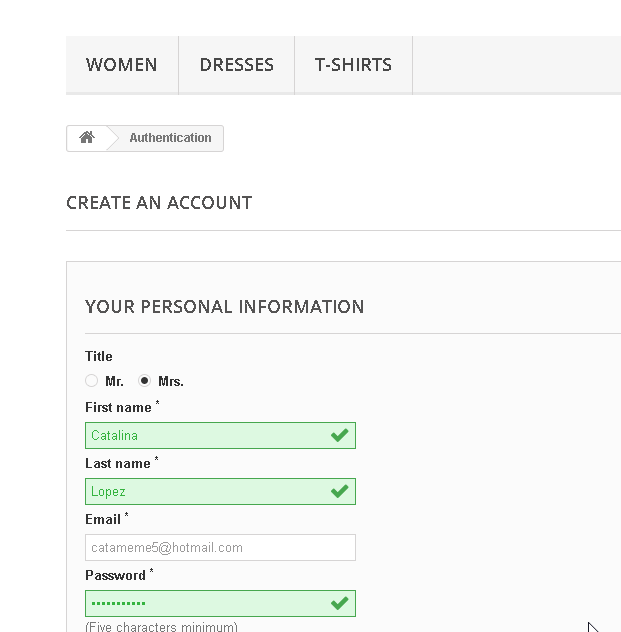 WOMEN DRESSES T-SHIRTS
Authentication
CREATE AN ACCOUNT
YOUR PERSONAL INFORMATION
Title
Mr. Mrs.
First name *
Catalina
Last name *
Lopez
Email *
catameme5@hotmail.com
Password *
•••••••••••
(Five characters minimum)